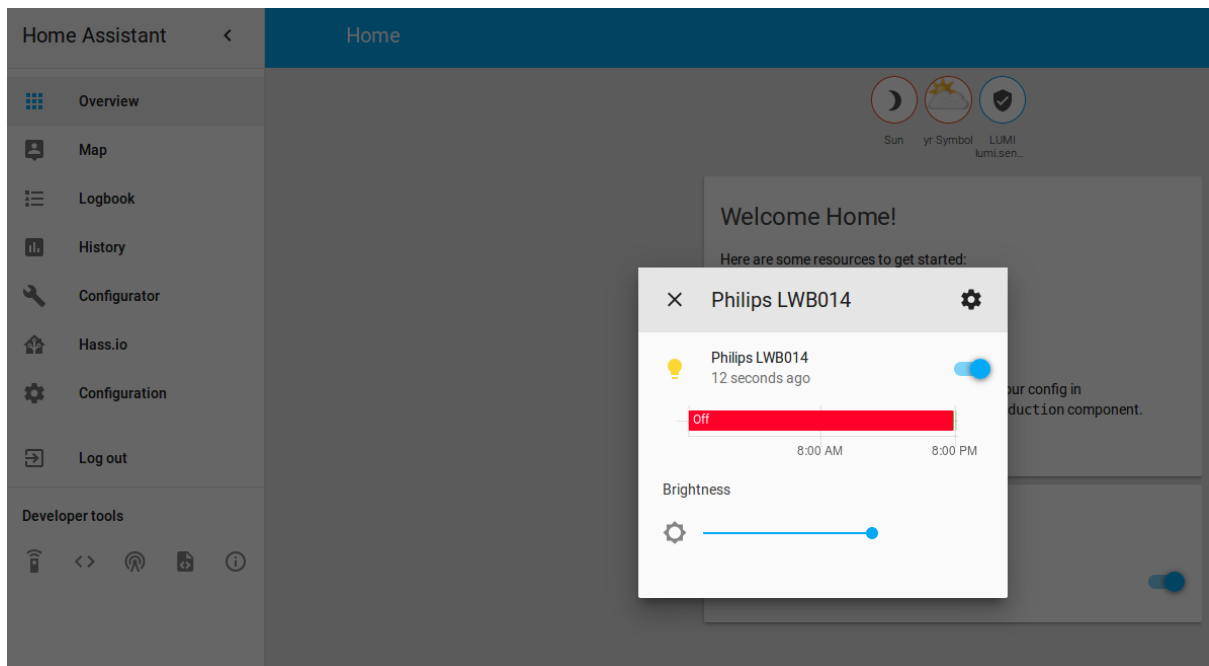 Home Assistant
Home
Overview
Map
Logbook
History
Configurator
Hass.io
Configuration
Log out
Developer tools
Sun
yr Symbol
LUMI
lumi.sen...
Welcome Home!
Here are some resources to get started:
our config in
duction component.
Philips LWB014
Philips LWB014
12 seconds ago
Off
8:00 AM
8:00 PM
Brightness